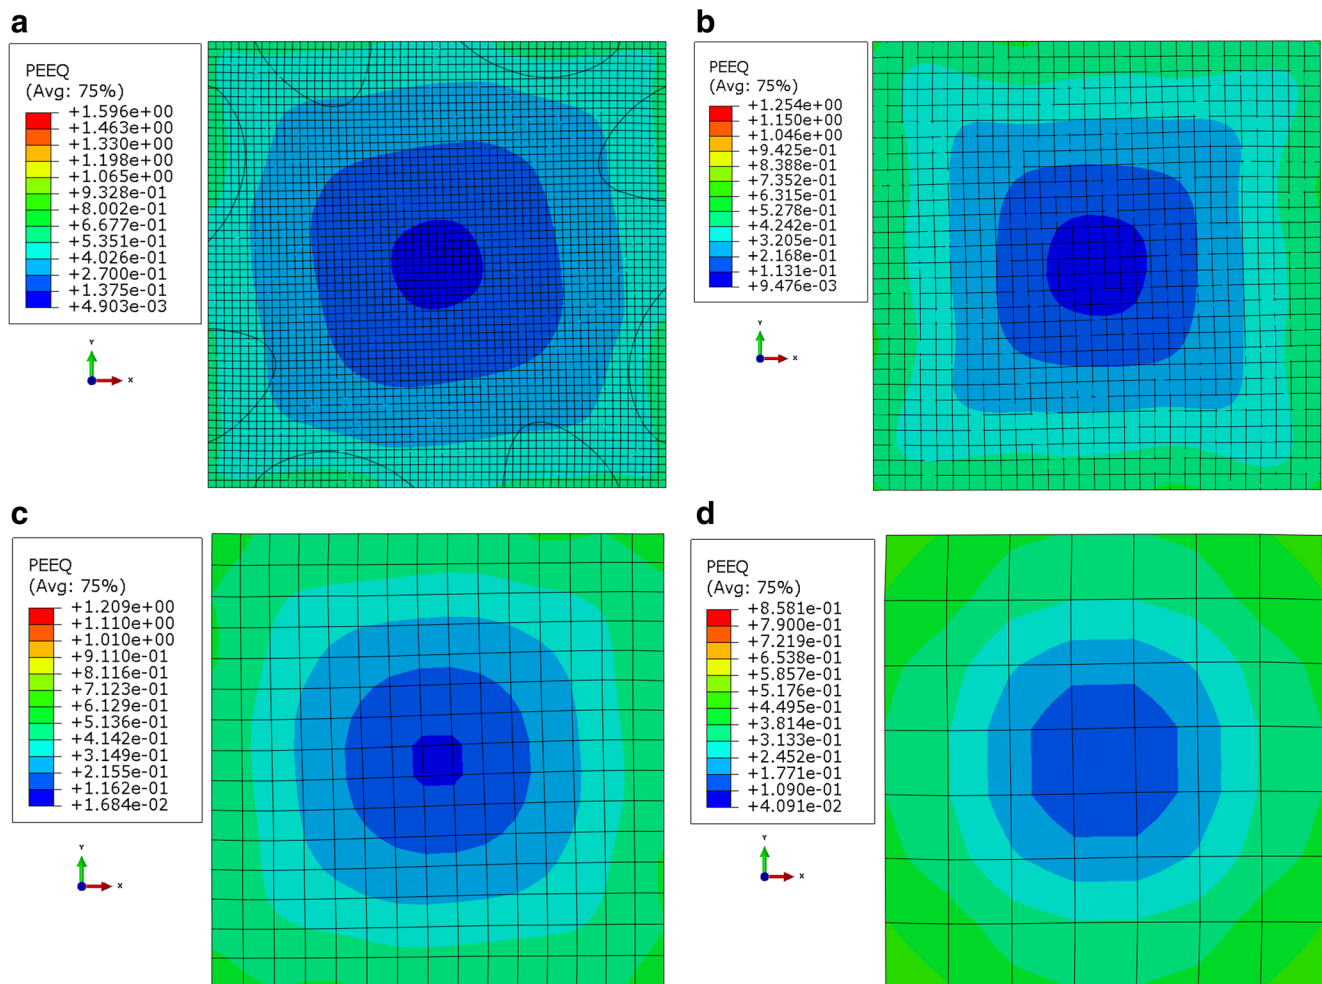 a
PEEQ
(Avg: 75%)
+1.596e+00
+1.463e+00
+1.330e+00
+1.198e+00
+1.065e+00
+9.328e-01
+8.002e-01
+6.677e-01
+5.351e-01
+4.026e-01
+2.700e-01
+1.375e-01
+4.903e-03
Y
X
b
PEEQ
(Avg: 75%)
+1.254e+00
+1.150e+00
+1.046e+00
+9.425e-01
+8.388e-01
+7.352e-01
+6.315e-01
+5.278e-01
+4.242e-01
+3.205e-01
+2.168e-01
+1.131e-01
+9.476e-03
Y
X
c
PEEQ
(Avg: 75%)
+1.209e+00
+1.110e+00
+1.010e+00
+9.110e-01
+8.116e-01
+7.123e-01
+6.129e-01
+5.136e-01
+4.142e-01
+3.149e-01
+2.155e-01
+1.162e-01
+1.684e-02
Y
X
d
PEEQ
(Avg: 75%)
+8.581e-01
+7.900e-01
+7.219e-01
+6.538e-01
+5.857e-01
+5.176e-01
+4.495e-01
+3.814e-01
+3.133e-01
+2.452e-01
+1.771e-01
+1.090e-01
+4.091e-02
Y
X